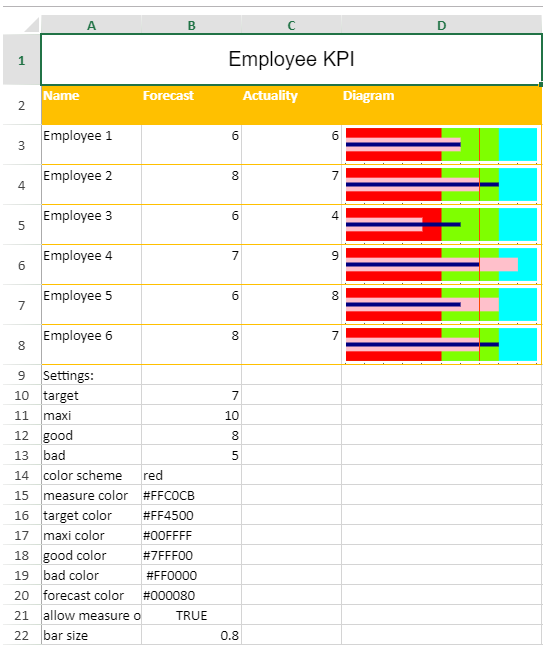 A B C D
1 Employee KPI
2 Name Forecast Actuality Diagram
3 Employee 1 6 6
4 Employee 2 8 7
5 Employee 3 6 4
6 Employee 4 7 9
7 Employee 5 6 8
8 Employee 6 8 7
9 Settings:
10 target 7
11 maxi 10
12 good 8
13 bad 5
14 color scheme red
15 measure color #FFC0CB
16 target color #FF4500
17 maxi color #00FFFF
18 good color #7FFF00
19 bad color #FF0000
20 forecast color #000080
21 allow measure o TRUE
22 bar size 0.8